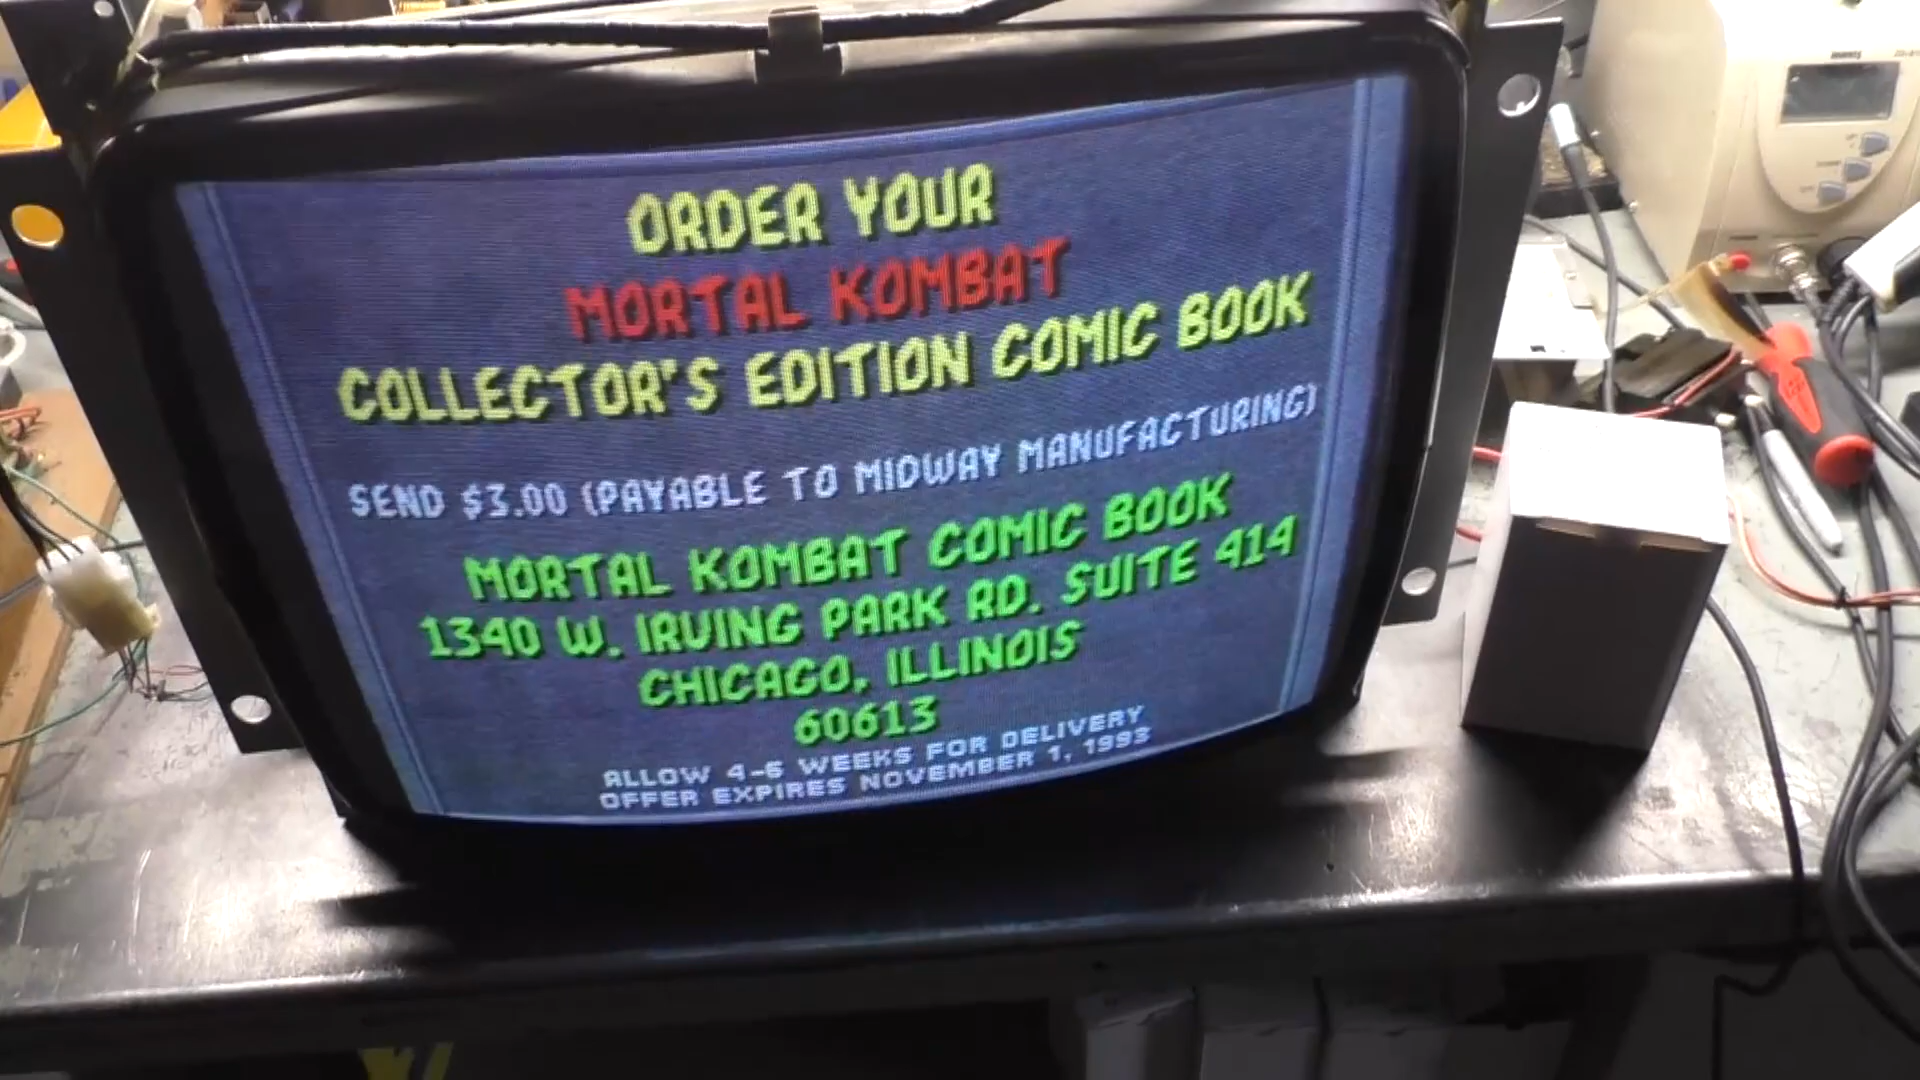 ORDER YOUR
MORTAL KOMBAT
COLLECTOR'S EDITION COMIC BOOK
SEND $3.00 (PAYABLE TO MIDWAY MANUFACTURING)
MORTAL KOMBAT COMIC BOOK
1340 W. IRVING PARK RD. SUITE 414
CHICAGO, ILLINOIS
60613
ALLOW 4-6 WEEKS FOR DELIVERY
OFFER EXPIRES NOVEMBER 1, 1993